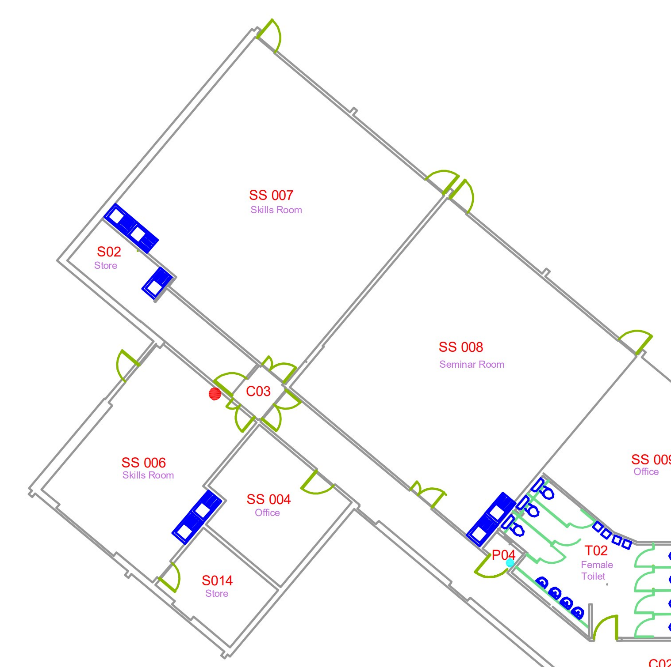 SS 007
Skills Room
S02
Store
SS 008
Seminar Room
C03
SS 006
Skills Room
SS 009
Office
SS 004
Office
P04
T02
Female
Toilet
S014
Store
C02